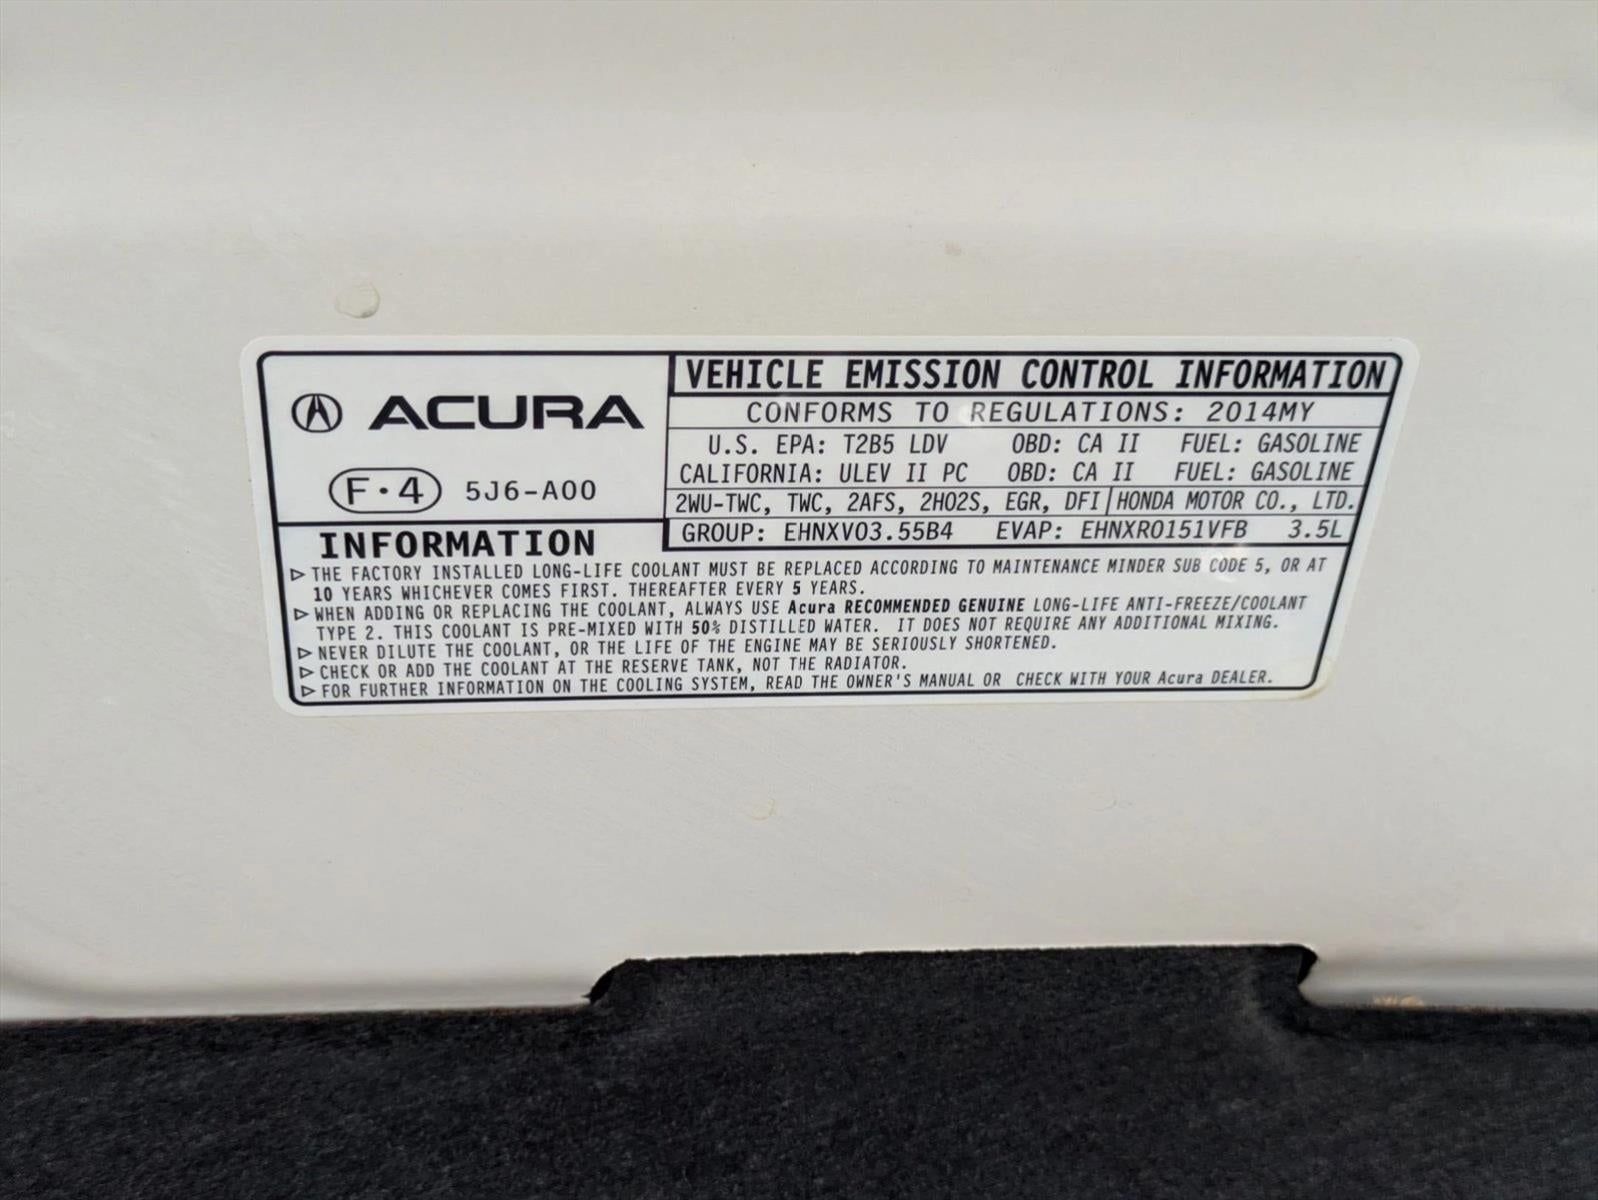 ACURA
F·4 5J6-A00
VEHICLE EMISSION CONTROL INFORMATION
CONFORMS TO REGULATIONS: 2014MY
U.S. EPA: T2B5 LDV OBD: CA II FUEL: GASOLINE
CALIFORNIA: ULEV II PC OBD: CA II FUEL: GASOLINE
2WU-TWC, TWC, 2AFS, 2HO2S, EGR, DFI HONDA MOTOR CO., LTD.
GROUP: EHNXV03.55B4 EVAP: EHNXR0151VFB 3.5L
INFORMATION
▷ THE FACTORY INSTALLED LONG-LIFE COOLANT MUST BE REPLACED ACCORDING TO MAINTENANCE MINDER SUB CODE 5, OR AT
10 YEARS WHICHEVER COMES FIRST. THEREAFTER EVERY 5 YEARS.
▷ WHEN ADDING OR REPLACING THE COOLANT, ALWAYS USE Acura RECOMMENDED GENUINE LONG-LIFE ANTI-FREEZE/COOLANT
TYPE 2. THIS COOLANT IS PRE-MIXED WITH 50% DISTILLED WATER. IT DOES NOT REQUIRE ANY ADDITIONAL MIXING.
▷ NEVER DILUTE THE COOLANT, OR THE LIFE OF THE ENGINE MAY BE SERIOUSLY SHORTENED.
▷ CHECK OR ADD THE COOLANT AT THE RESERVE TANK, NOT THE RADIATOR.
▷ FOR FURTHER INFORMATION ON THE COOLING SYSTEM, READ THE OWNER'S MANUAL OR CHECK WITH YOUR Acura DEALER.